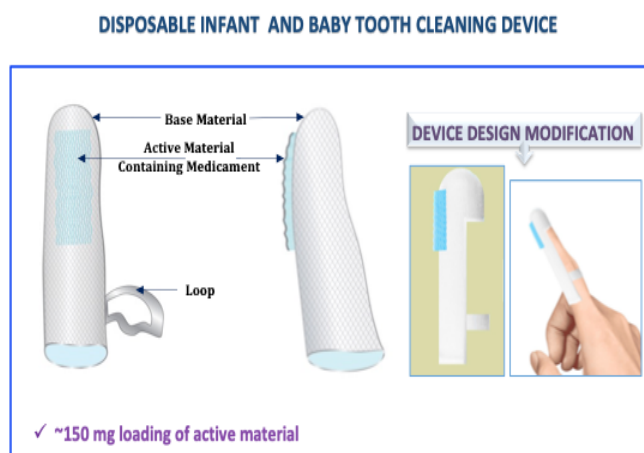 DISPOSABLE INFANT AND BABY TOOTH CLEANING DEVICE
Base Material
Active Material
Containing Medicament
Loop
DEVICE DESIGN MODIFICATION
✓ ~150 mg loading of active material